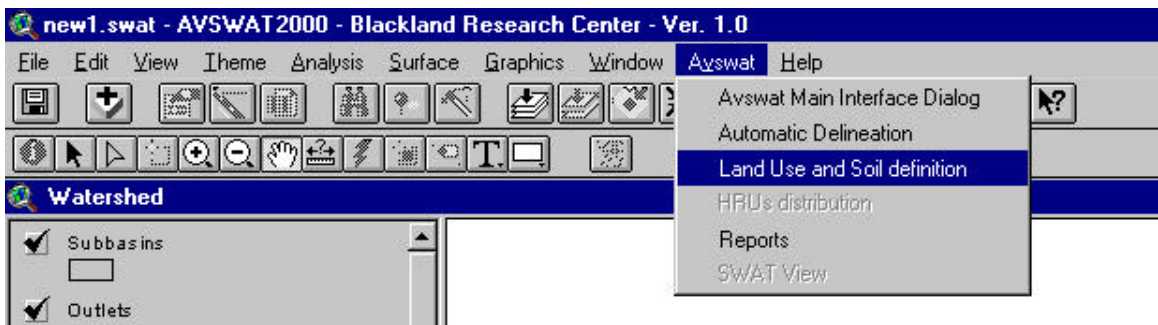 new1.swat - AVSWAT2000 - Blackland Research Center - Ver. 1.0
File Edit View Theme Analysis Surface Graphics Window Avswat Help
Avswat Main Interface Dialog
Automatic Delineation
Land Use and Soil definition
HRUs distribution
Reports
SWAT View
T
Watershed
Subbasins
Outlets